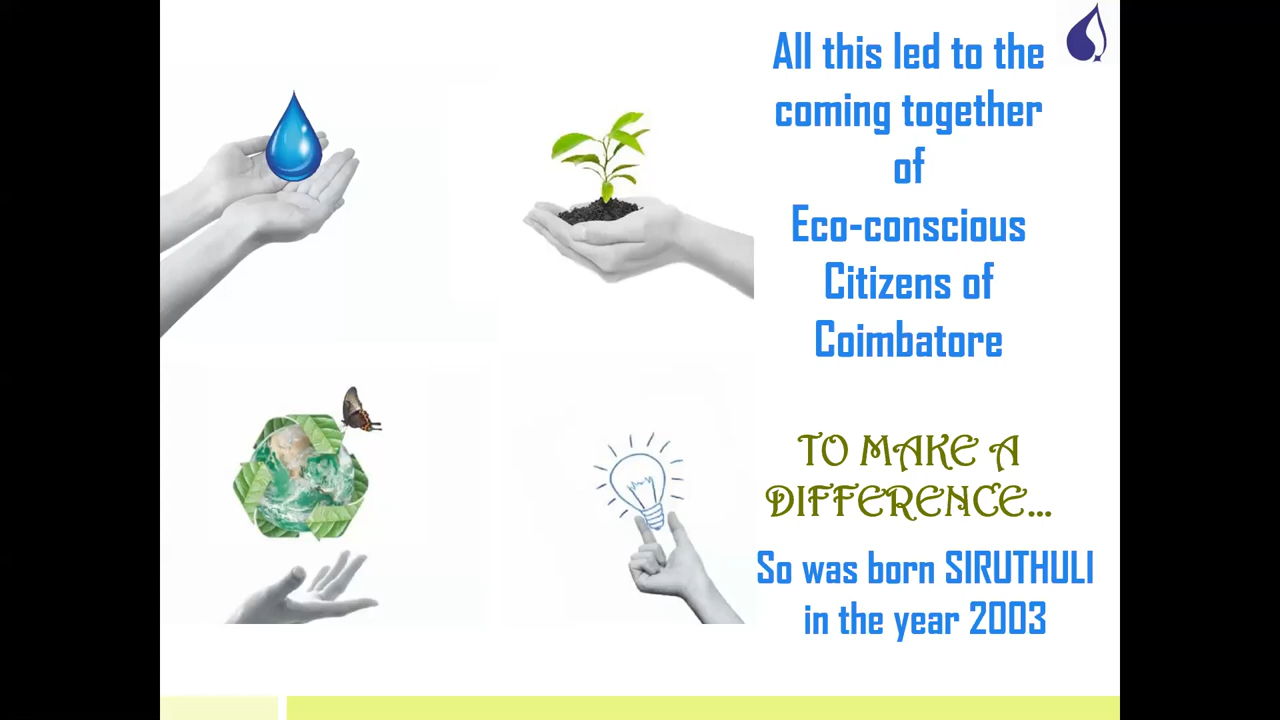 All this led to the
coming together
of
Eco-conscious
Citizens of
Coimbatore
TO MAKE A
DIFFERENCE...
So was born SIRUTHULI
in the year 2003